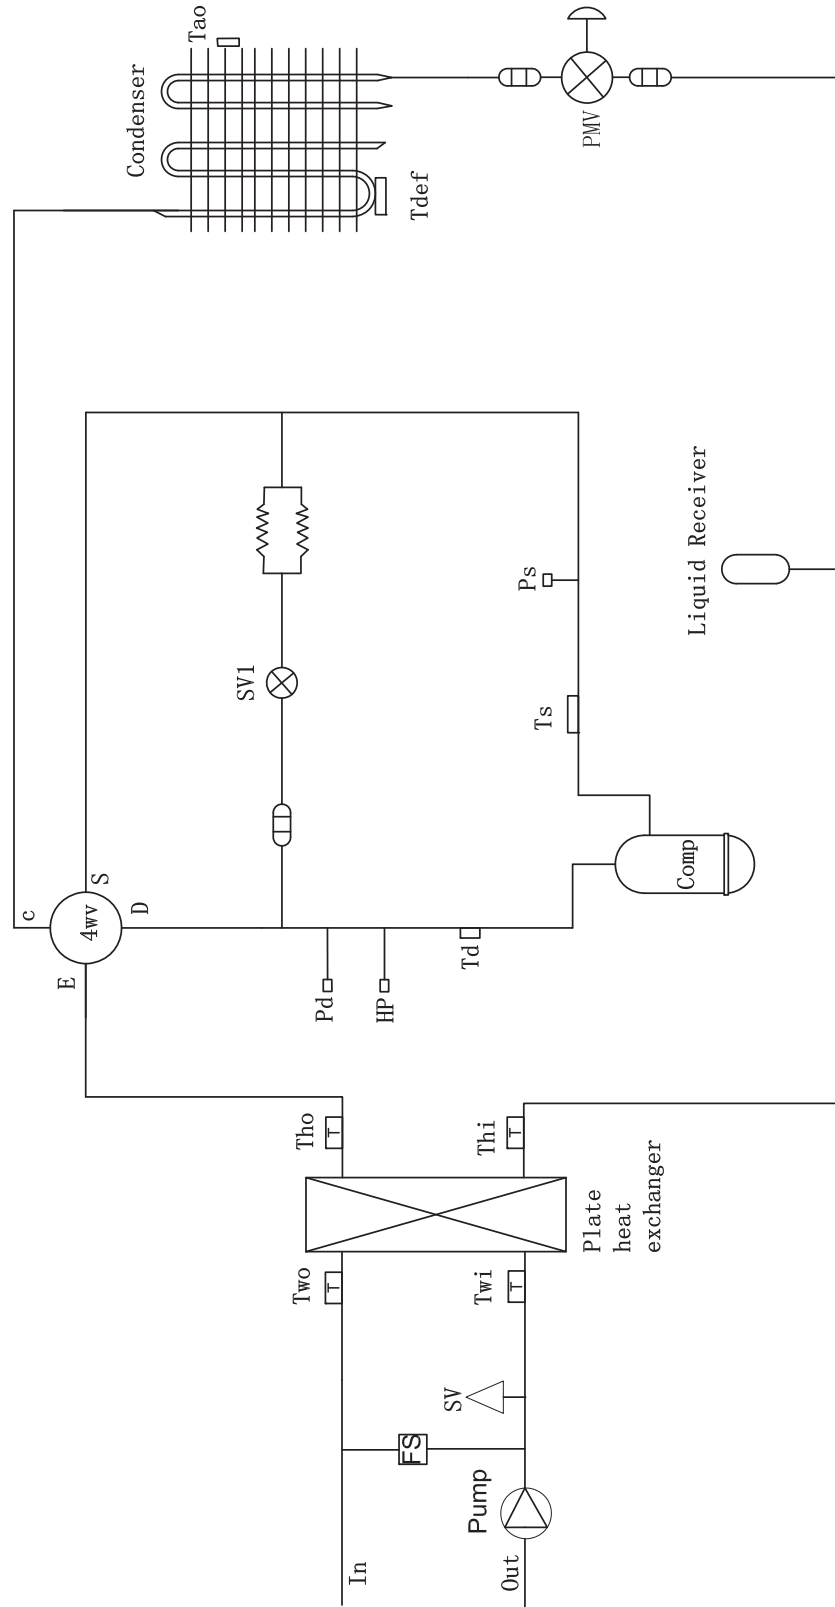 Tao
Condenser
Tdef
PMV
Liquid Receiver
Ps
Ts
SV1
c
S
4wv
D
E
Comp
Pd
HP
Td
Tho
T
Thi
T
Plate
heat
exchanger
Two
T
Twi
T
SV
FS
Pump
In
Out